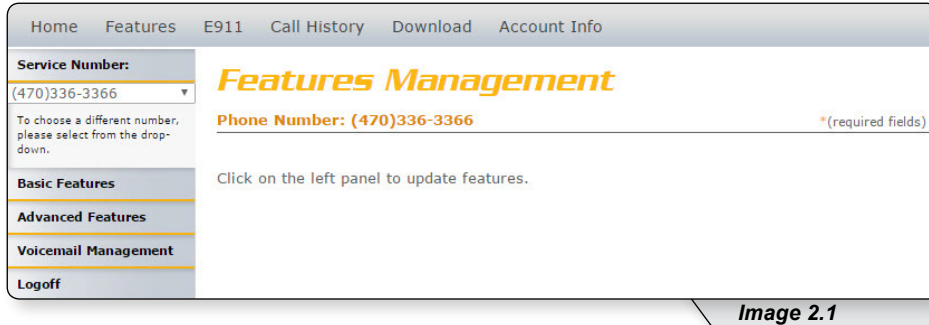 Home Features E911 Call History Download Account Info
Service Number:
(470)336-3366
To choose a different number,
please select from the drop-
down.
Basic Features
Advanced Features
Voicemail Management
Logoff
Features Management
Phone Number: (470)336-3366 *(required fields)
Click on the left panel to update features.
Image 2.1